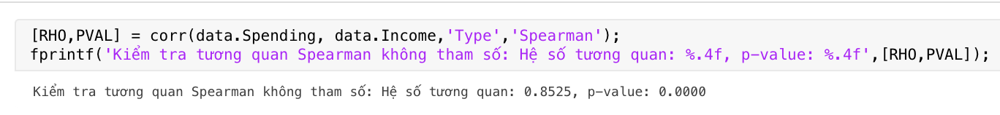 [RHO,PVAL] = corr(data.Spending, data.Income,'Type','Spearman');
fprintf('Kiểm tra tương quan Spearman không tham số: Hệ số tương quan: %.4f, p-value: %.4f',[RHO,PVAL]);
Kiểm tra tương quan Spearman không tham số: Hệ số tương quan: 0.8525, p-value: 0.0000